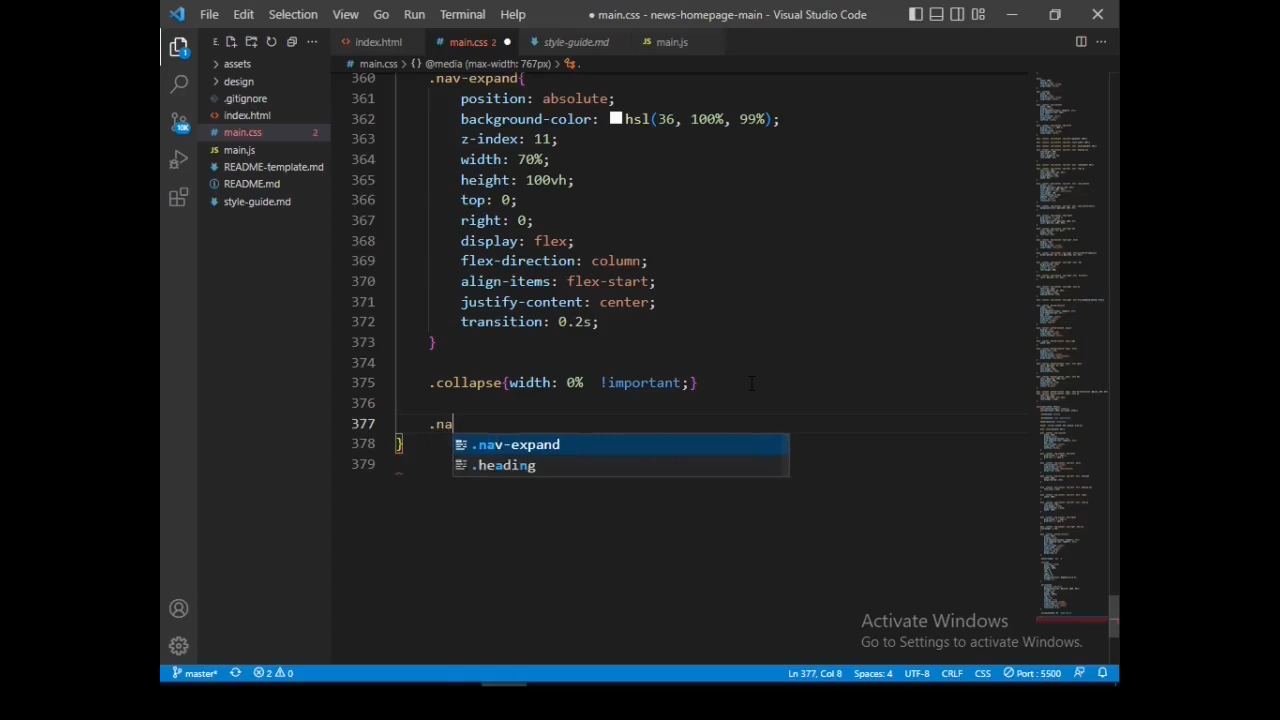 File Edit Selection View Go Run Terminal Help ● main.css - news-homepage-main - Visual Studio Code
E. index.html # main.css 2 ● style-guide.md JS main.js
# main.css > {} @media (max-width: 767px) > .
assets
design
.gitignore
index.html
main.css 2
main.js
README-template.md
README.md
style-guide.md
1
10K
360 .nav-expand{
361 position: absolute;
362 background-color: hsl(36, 100%, 99%);
363 z-index: 11;
364 width: 70%;
365 height: 100vh;
366 top: 0;
367 right: 0;
368 display: flex;
369 flex-direction: column;
370 align-items: flex-start;
371 justify-content: center;
372 transition: 0.2s;
373 }
374
375 .collapse{width: 0% !important;}
376
377 .na
.nav-expand
378 }
.heading
379
Activate Windows
Go to Settings to activate Windows.
master* 2 0 Ln 377, Col 8 Spaces: 4 UTF-8 CRLF CSS Port : 5500